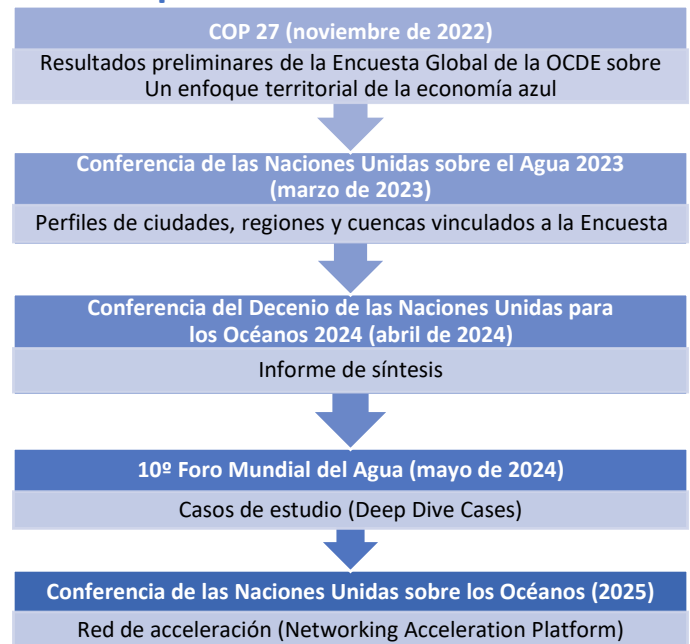 COP 27 (noviembre de 2022)
Resultados preliminares de la Encuesta Global de la OCDE sobre
Un enfoque territorial de la economía azul
Conferencia de las Naciones Unidas sobre el Agua 2023
(marzo de 2023)
Perfiles de ciudades, regiones y cuencas vinculados a la Encuesta
Conferencia del Decenio de las Naciones Unidas para
los Océanos 2024 (abril de 2024)
Informe de síntesis
10º Foro Mundial del Agua (mayo de 2024)
Casos de estudio (Deep Dive Cases)
Conferencia de las Naciones Unidas sobre los Océanos (2025)
Red de acceleración (Networking Acceleration Platform)